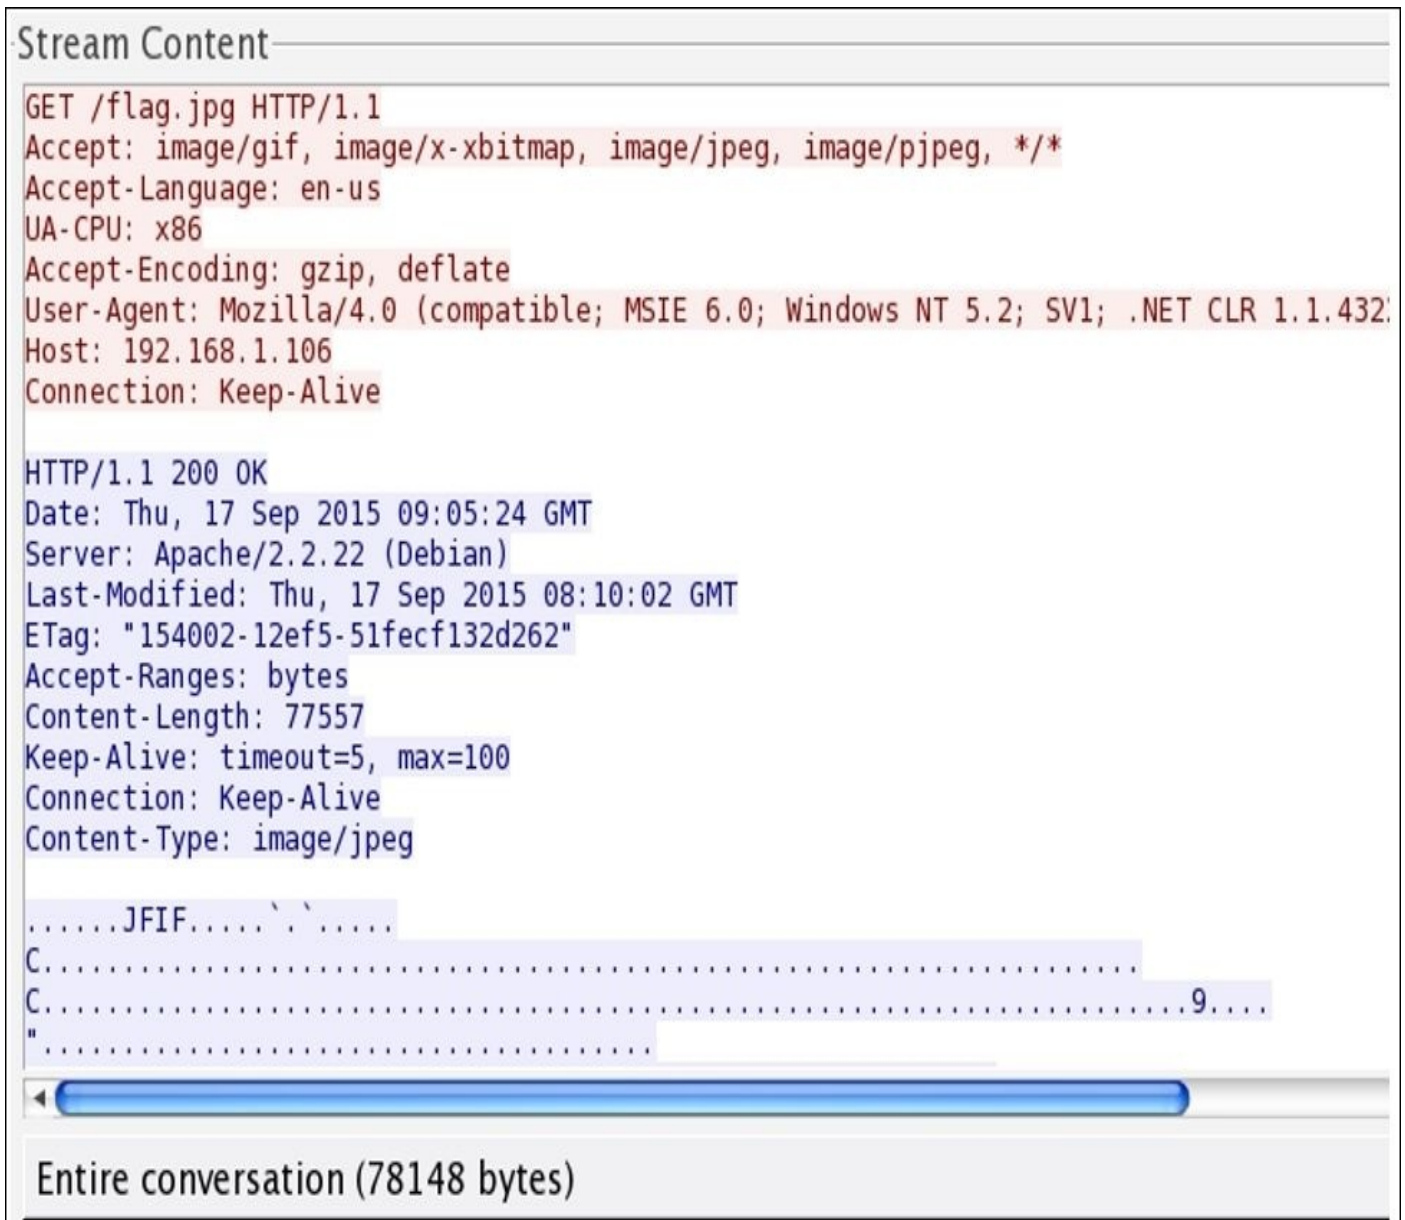 Stream Content
GET /flag.jpg HTTP/1.1
Accept: image/gif, image/x-xbitmap, image/jpeg, image/pjpeg, */*
Accept-Language: en-us
UA-CPU: x86
Accept-Encoding: gzip, deflate
User-Agent: Mozilla/4.0 (compatible; MSIE 6.0; Windows NT 5.2; SV1; .NET CLR 1.1.432
Host: 192.168.1.106
Connection: Keep-Alive
HTTP/1.1 200 OK
Date: Thu, 17 Sep 2015 09:05:24 GMT
Server: Apache/2.2.22 (Debian)
Last-Modified: Thu, 17 Sep 2015 08:10:02 GMT
ETag: "154002-12ef5-51fecf132d262"
Accept-Ranges: bytes
Content-Length: 77557
Keep-Alive: timeout=5, max=100
Connection: Keep-Alive
Content-Type: image/jpeg
......JFIF.....`.`.....
C....................................................................
C.......................................................................9....
"......................................
Entire conversation (78148 bytes)